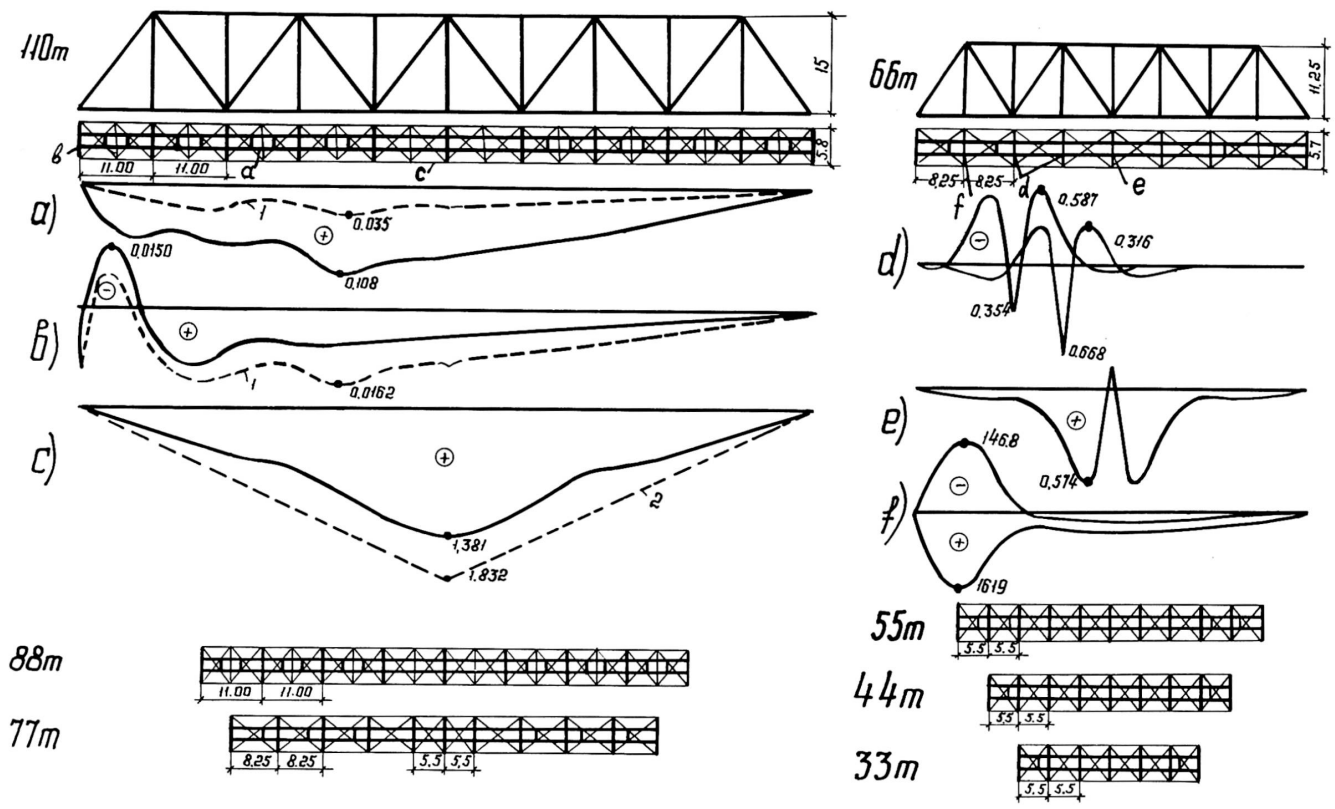 110m
15
в
11.00
11.00
a
c
5.8
a)
1
0.035
+
0.108
0,0150
−
в)
+
1
0,0162
c)
+
2
1,381
1.832
88m
11.00
11.00
77m
8.25
8.25
5.5
5.5
66m
11,25
8,25
8,25
f
d
e
5.7
d)
−
0.587
0,316
0.354
0.668
e)
+
0,574
f)
146.8
−
+
1619
55m
5.5
5.5
44m
5.5
5.5
33m
5.5
5.5